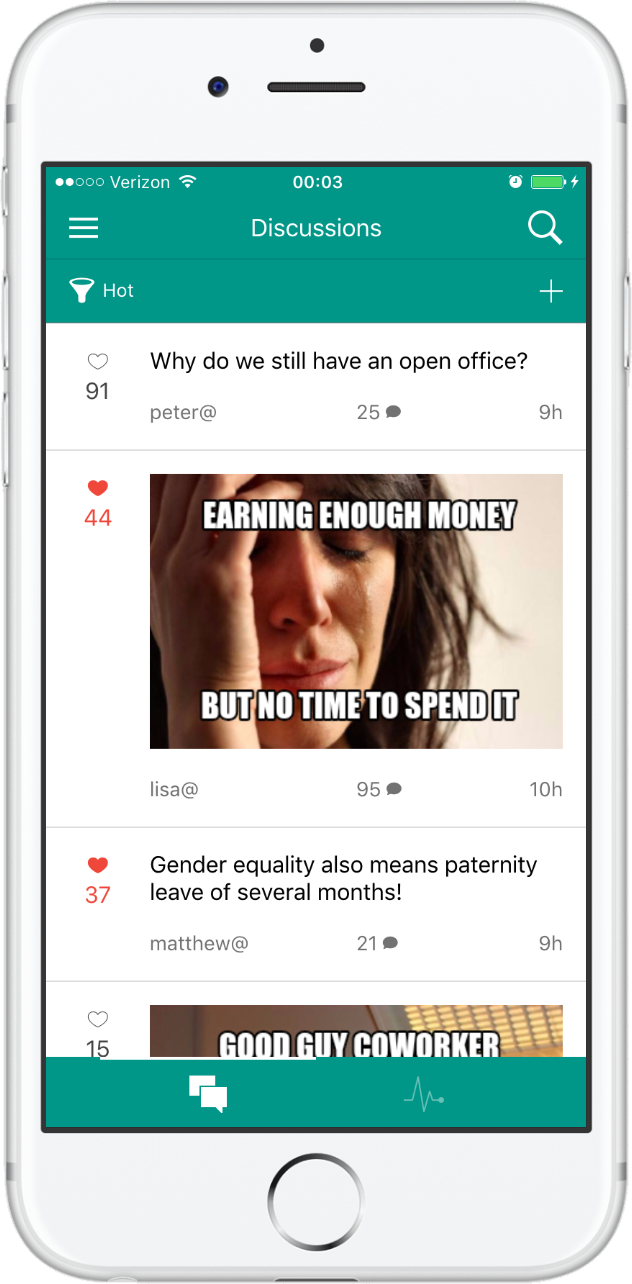 Verizon 00:03
Discussions
Hot
Why do we still have an open office?
91
peter@ 25 9h
EARNING ENOUGH MONEY
44
BUT NO TIME TO SPEND IT
lisa@ 95 10h
Gender equality also means paternity
37
leave of several months!
matthew@ 21 9h
GOOD GUY COWORKER
15